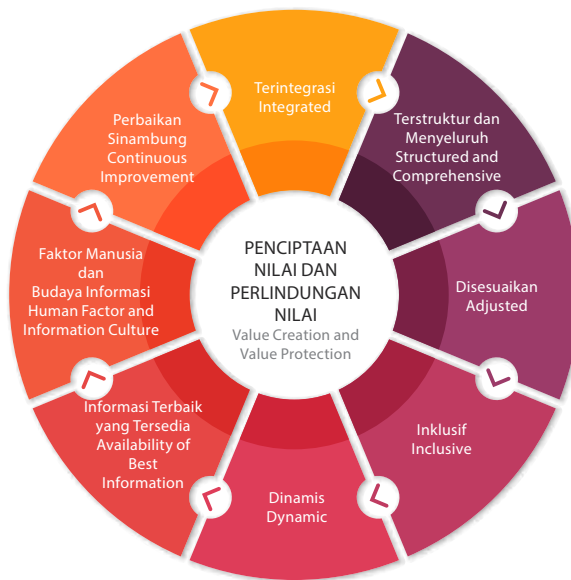 Terintegrasi
Integrated
Terstruktur dan
Menyeluruh
Structured and
Comprehensive
Disesuaikan
Adjusted
Inklusif
Inclusive
Dinamis
Dynamic
Informasi Terbaik
yang Tersedia
Availability of
Best
Information
Faktor Manusia
dan
Budaya Informasi
Human Factor and
Information Culture
Perbaikan
Sinambung
Continuous
Improvement
PENCIPTAAN
NILAI DAN
PERLINDUNGAN
NILAI
Value Creation and
Value Protection